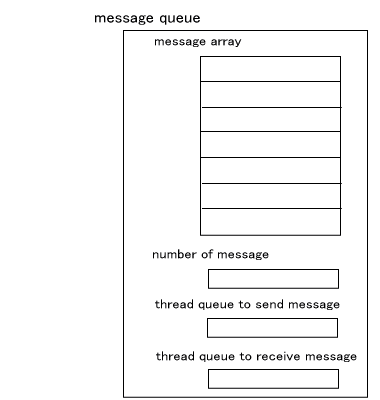 message queue
message array
number of message
thread queue to send message
thread queue to receive message